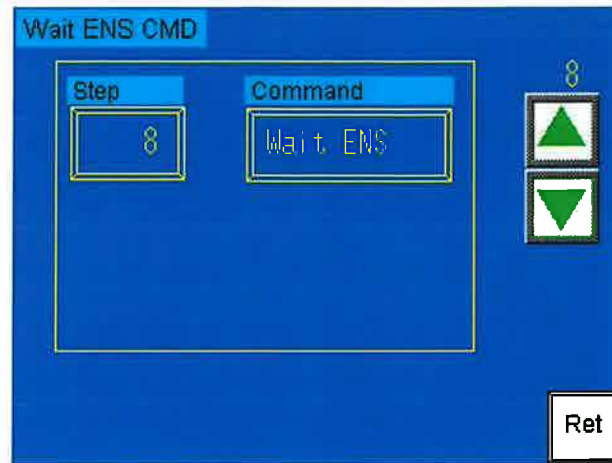 Wait ENS CMD
8
Step Command
8 Wait ENS
Ret